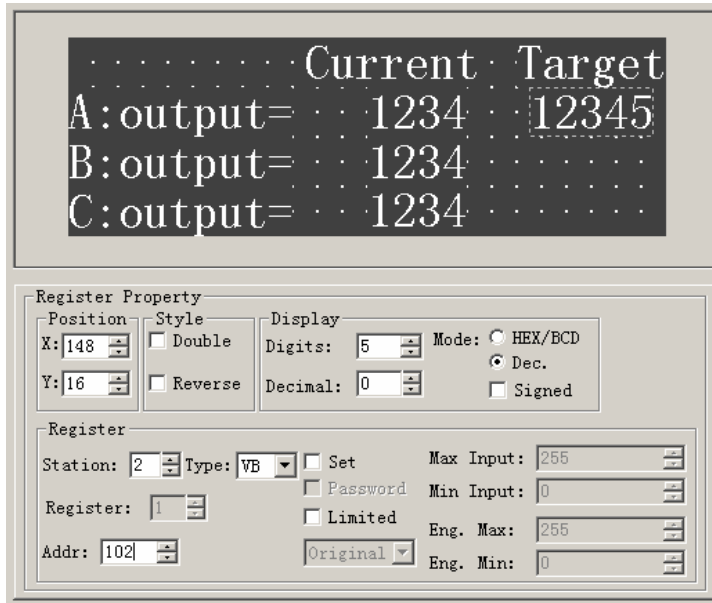 Current Target
A:output= 1234 12345
B:output= 1234
C:output= 1234
Register Property
Position Style Display
X: 148 Double Digits: 5 Mode: HEX/BCD
Dec.
Y: 16 Reverse Decimal: 0 Signed
Register
Station: 2 Type: VB Set Max Input: 255
Password Min Input: 0
Register: 1
Limited Eng. Max: 255
Addr: 102 Original Eng. Min: 0